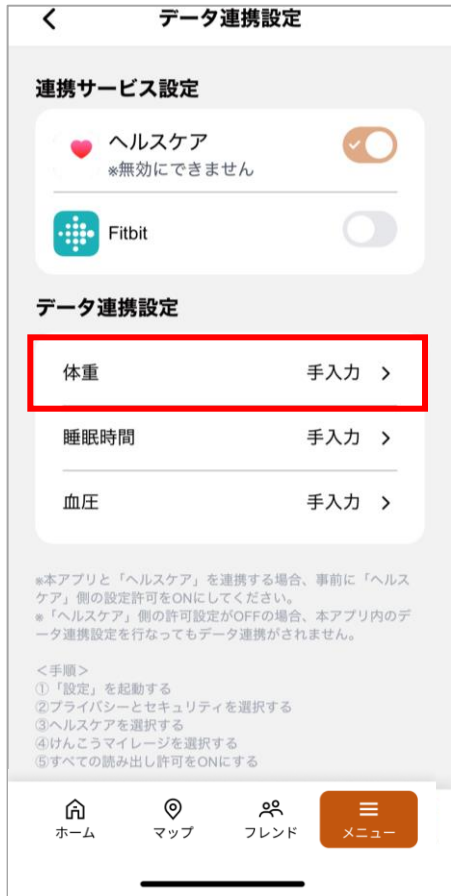 データ連携設定
連携サービス設定
ヘルスケア
※無効にできません
Fitbit
データ連携設定
体重 手入力
睡眠時間 手入力
血圧 手入力
※本アプリと「ヘルスケア」を連携する場合、事前に「ヘルス
ケア」側の設定許可をONにしてください。
※「ヘルスケア」側の許可設定がOFFの場合、本アプリ内のデ
ータ連携設定を行なってもデータ連携がされません。
＜手順＞
①「設定」を起動する
②プライバシーとセキュリティを選択する
③ヘルスケアを選択する
④けんこうマイレージを選択する
⑤すべての読み出し許可をONにする
ホーム マップ フレンド メニュー